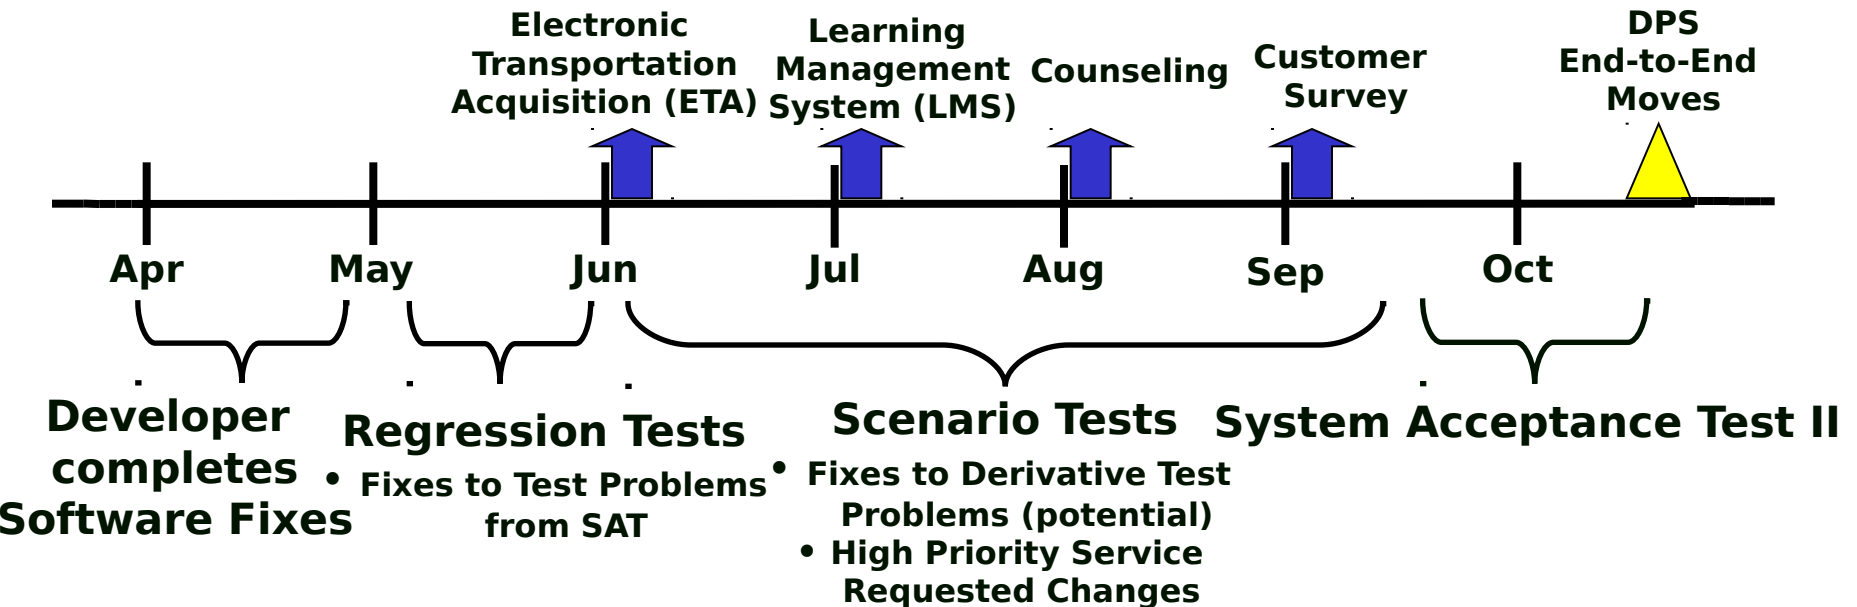 Electronic
Transportation
Acquisition (ETA)
Learning
Management
System (LMS)
Counseling
Customer
Survey
DPS
End-to-End
Moves
Apr
May
Jun
Jul
Aug
Sep
Oct
Developer
completes
Software Fixes
Regression Tests
• Fixes to Test Problems
from SAT
Scenario Tests
• Fixes to Derivative Test
Problems (potential)
• High Priority Service
Requested Changes
System Acceptance Test II